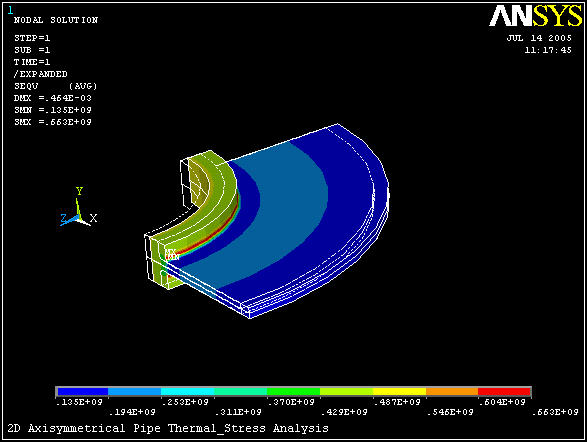 1
ANSYS
NODAL SOLUTION
JUL 14 2005
11:17:45
STEP=1
SUB =1
TIME=1
/EXPANDED
SEQV (AVG)
DMX =.464E-03
SMN =.135E+09
SMX =.663E+09
Y
Z X
MX
MN
.135E+09 .252E+09 .370E+09 .487E+09 .604E+09
.194E+09 .311E+09 .429E+09 .546E+09 .663E+09
2D Axisymmetrical Pipe Thermal_Stress Analysis